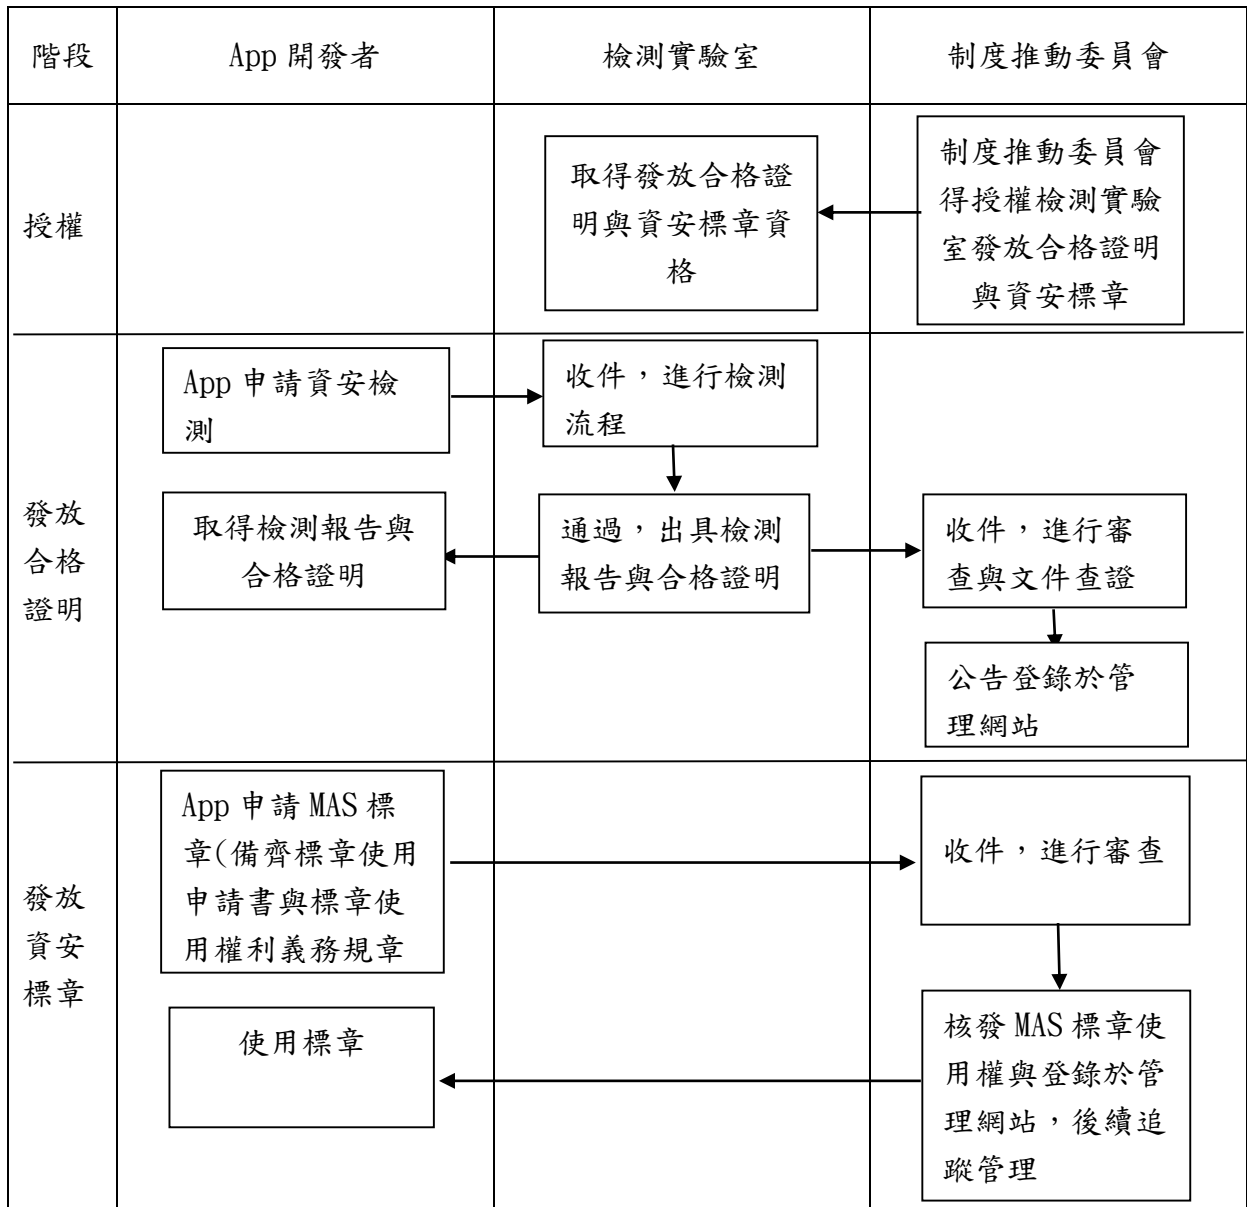 階段
App 開發者
檢測實驗室
制度推動委員會
授權
取得發放合格證
明與資安標章資
格
制度推動委員會
得授權檢測實驗
室發放合格證明
與資安標章
發放
合格
證明
App 申請資安檢
測
收件，進行檢測
流程
取得檢測報告與
合格證明
通過，出具檢測
報告與合格證明
收件，進行審
查與文件查證
公告登錄於管
理網站
發放
資安
標章
App 申請 MAS 標
章(備齊標章使用
申請書與標章使
用權利義務規章
收件，進行審查
使用標章
核發 MAS 標章使
用權與登錄於管
理網站，後續追
蹤管理